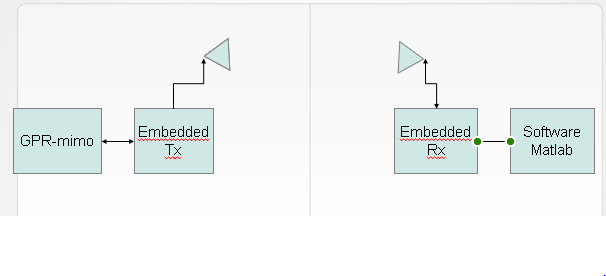 GPR-mimo
Embedded
Tx
Embedded
Rx
Software
Matlab